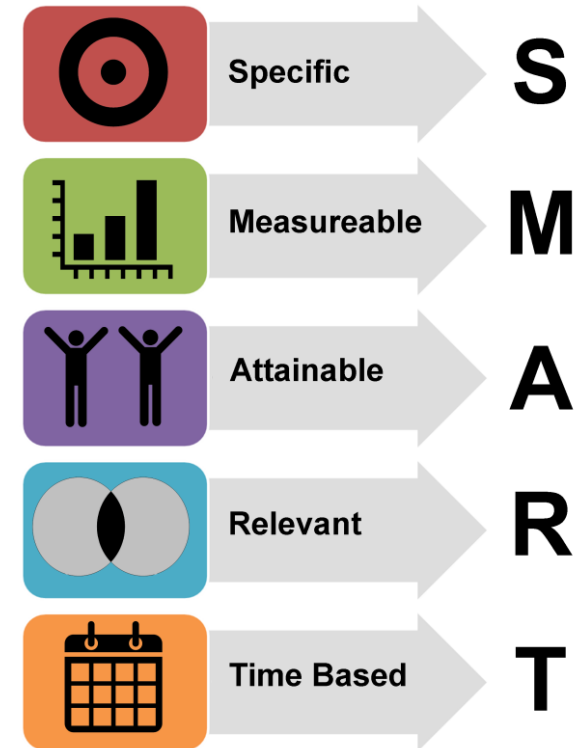 Specific S
Measureable M
Attainable A
Relevant R
Time Based T